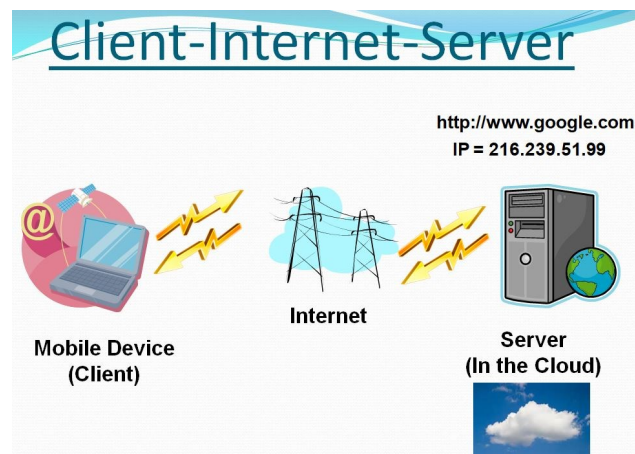 Client-Internet-Server
http://www.google.com
IP = 216.239.51.99
@
Internet
Mobile Device
(Client)
Server
(In the Cloud)